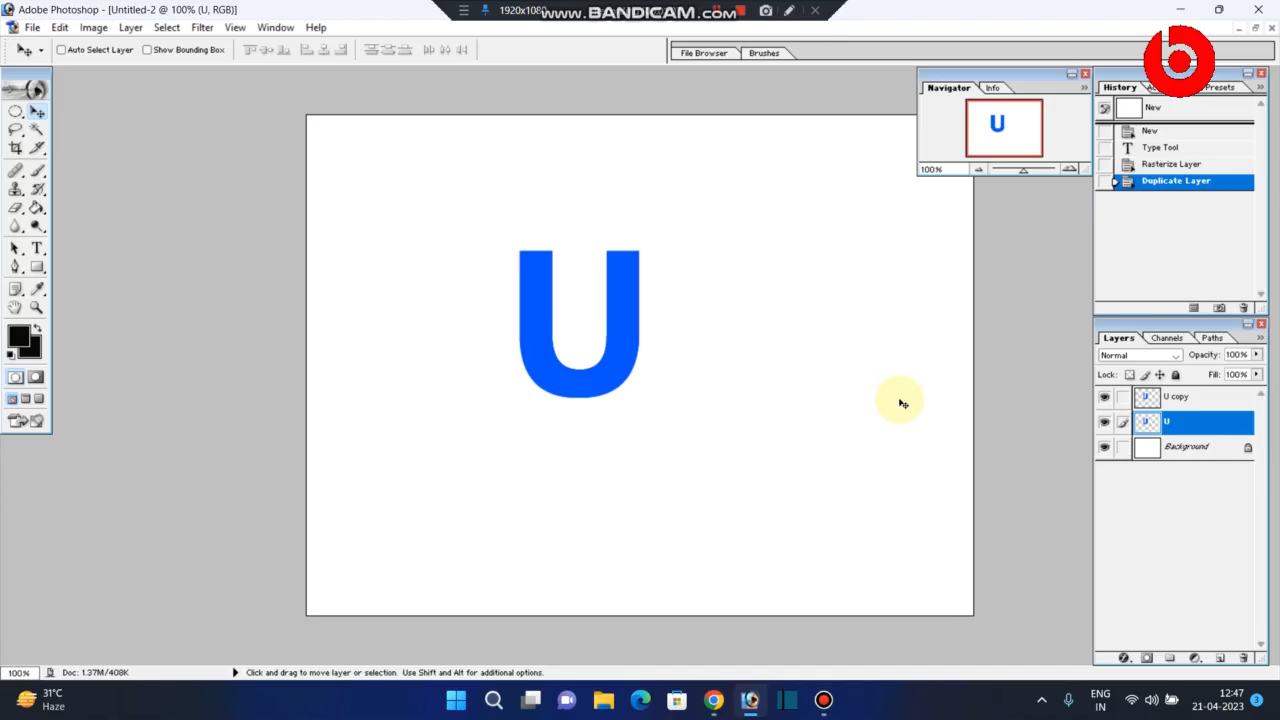 Adobe Photoshop - [Untitled-2 @ 100% (U, RGB)]
1920x1080
www.BANDICAM.com
File Edit Image Layer Select Filter View Window Help
Auto Select Layer Show Bounding Box
File Browser Brushes
Navigator Info
100%
History Presets
New
New
Type Tool
Rasterize Layer
Duplicate Layer
U
U
Layers Channels Paths
Normal Opacity: 100%
Lock: Fill: 100%
U copy
U
Background
100% Doc: 1.37M/408K Click and drag to move layer or selection. Use Shift and Alt for additional options.
31°C
Haze
ENG
IN
12:47
21-04-2023
3